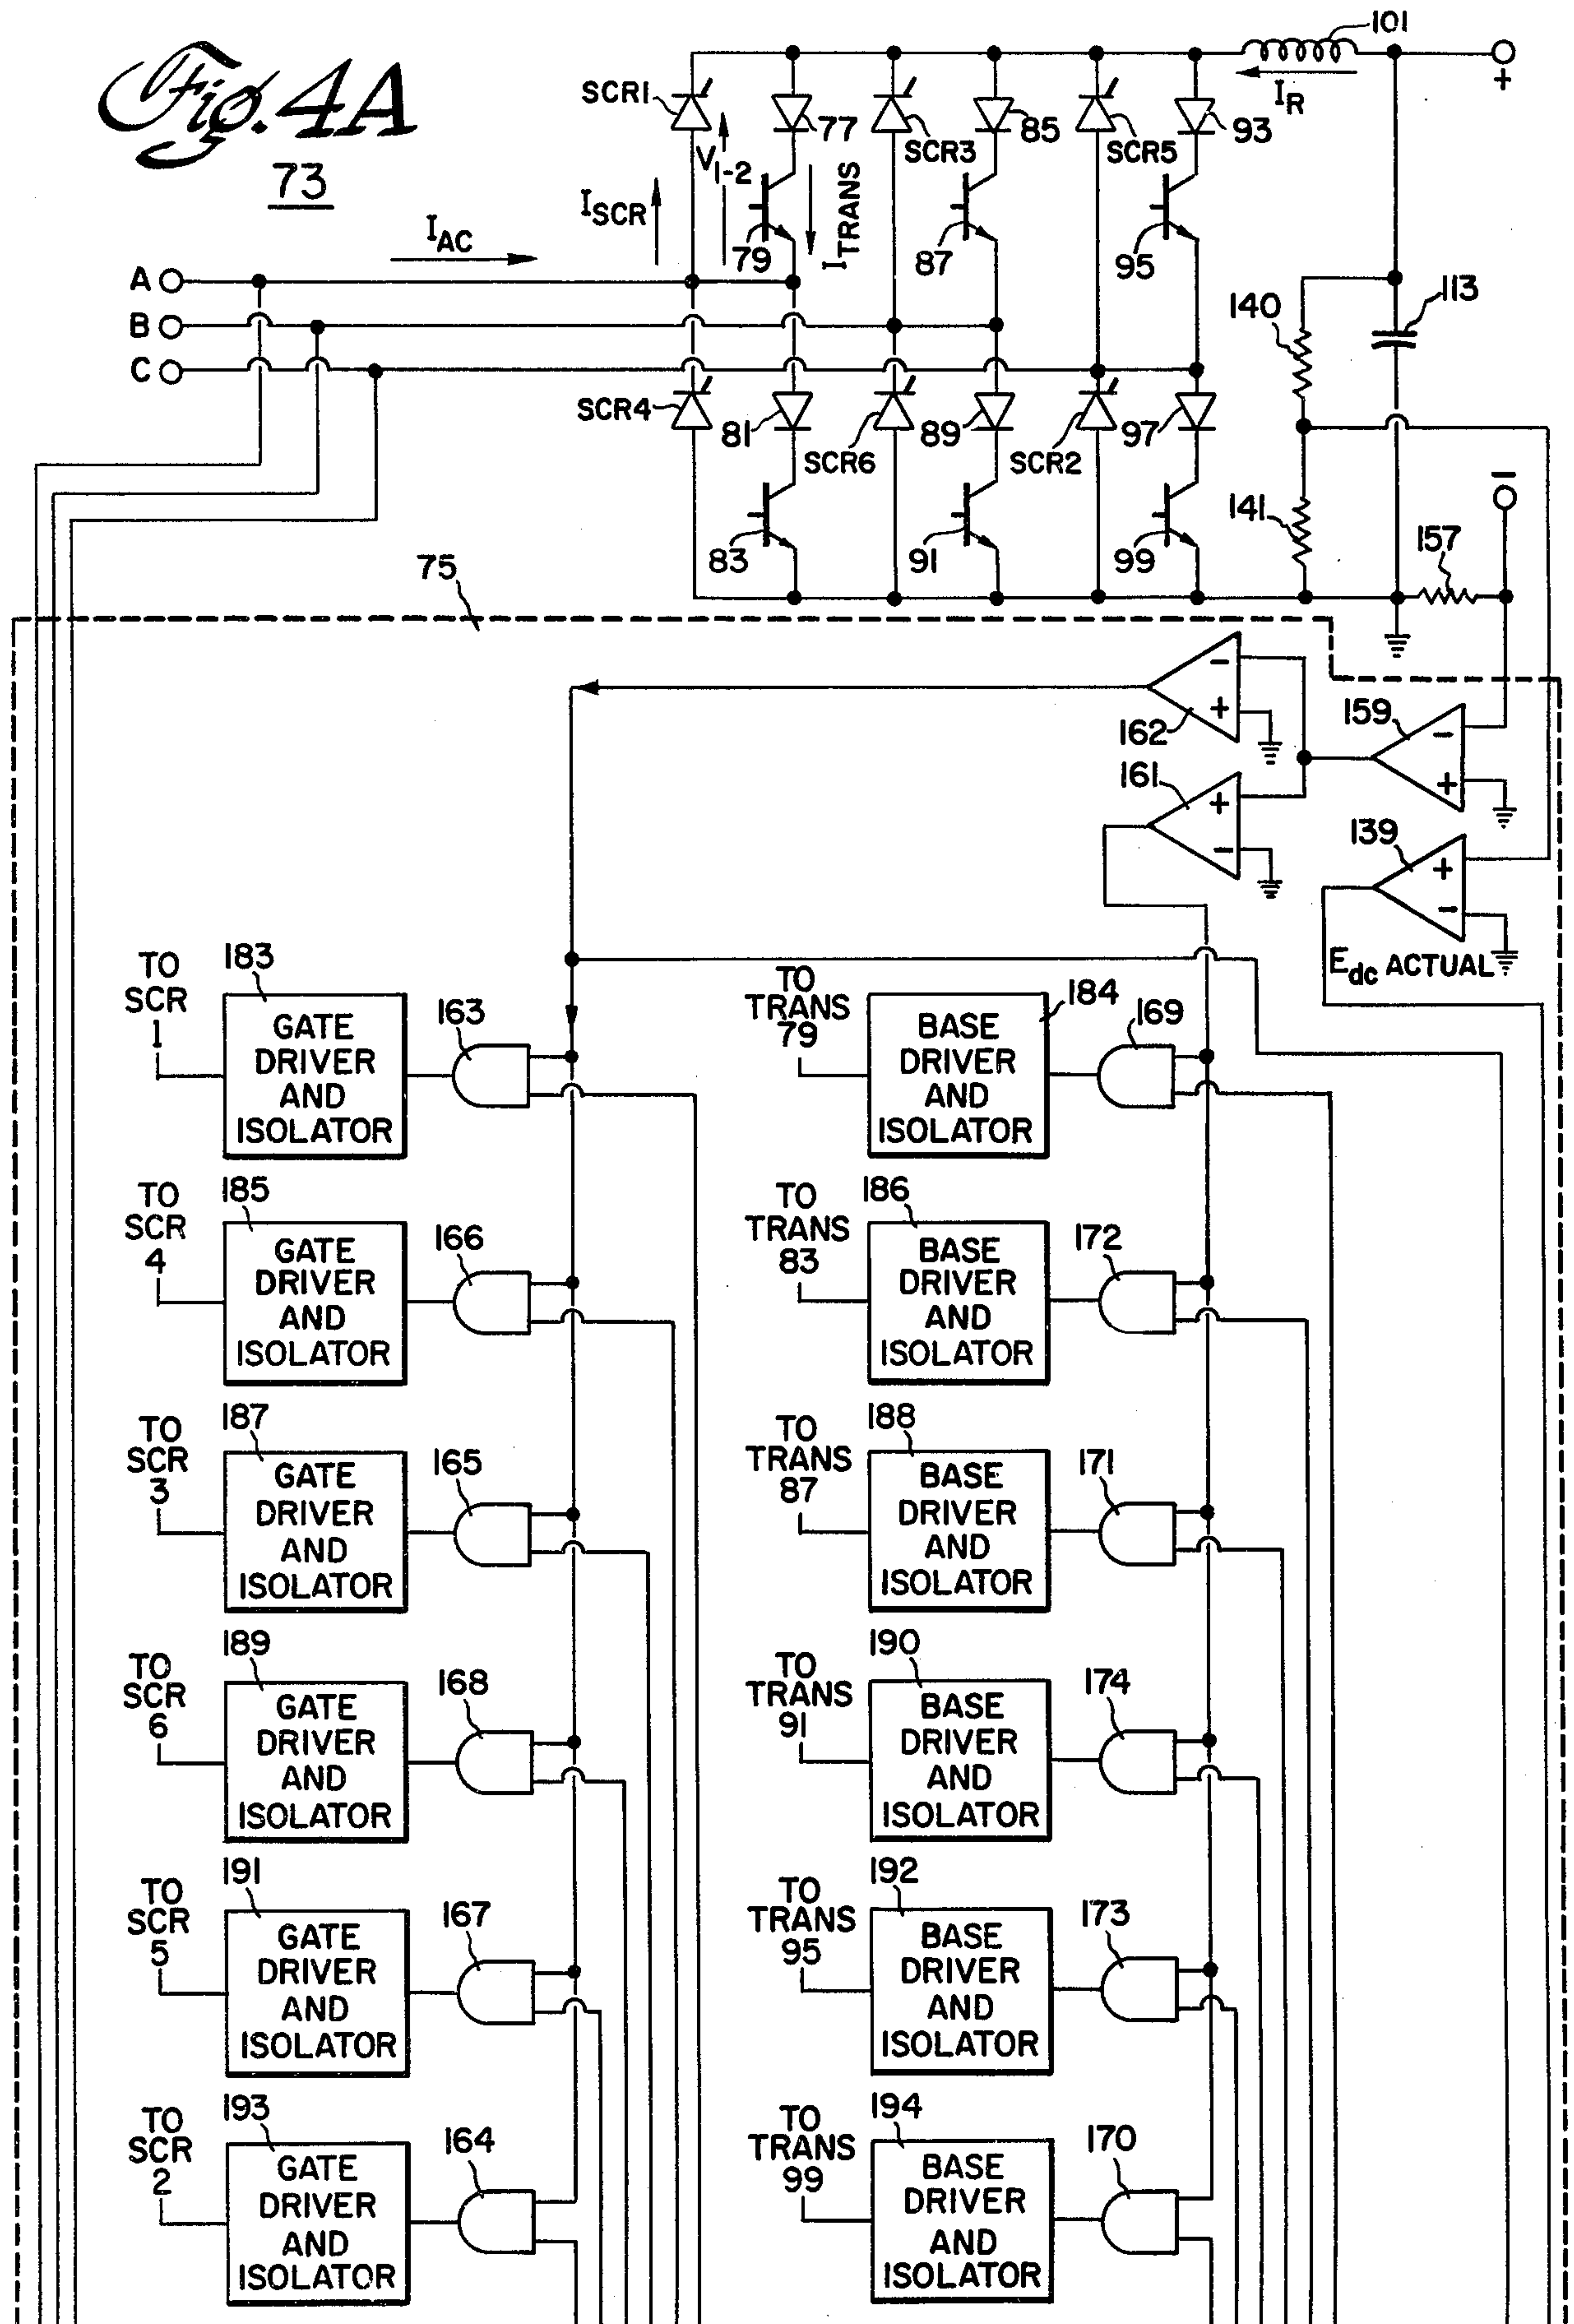 Fig. 4A
73
101
+
I_R
SCR1
77
SCR3
85
SCR5
93
V_1-2
I_SCR
I_TRANS
I_AC
79
87
95
A
B
C
140
113
SCR4
81
SCR6
89
SCR2
97
−
141
157
83
91
99
75
−
+
162
159
−
+
161
+
−
139
+
−
E_dc ACTUAL
TO
SCR
1
183
GATE
DRIVER
AND
ISOLATOR
163
TO
TRANS
79
184
BASE
DRIVER
AND
ISOLATOR
169
TO
SCR
4
185
GATE
DRIVER
AND
ISOLATOR
166
TO
TRANS
83
186
BASE
DRIVER
AND
ISOLATOR
172
TO
SCR
3
187
GATE
DRIVER
AND
ISOLATOR
165
TO
TRANS
87
188
BASE
DRIVER
AND
ISOLATOR
171
TO
SCR
6
189
GATE
DRIVER
AND
ISOLATOR
168
TO
TRANS
91
190
BASE
DRIVER
AND
ISOLATOR
174
TO
SCR
5
191
GATE
DRIVER
AND
ISOLATOR
167
TO
TRANS
95
192
BASE
DRIVER
AND
ISOLATOR
173
TO
SCR
2
193
GATE
DRIVER
AND
ISOLATOR
164
TO
TRANS
99
194
BASE
DRIVER
AND
ISOLATOR
170